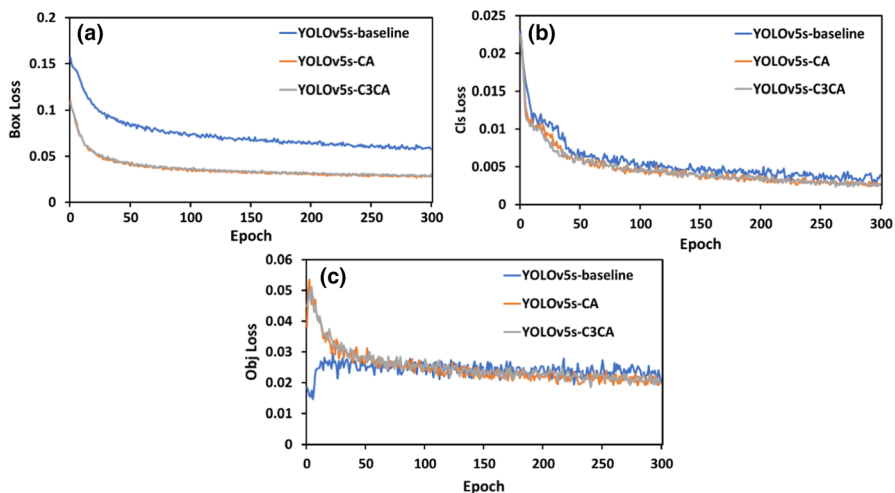 (a)
YOLOv5s-baseline
YOLOv5s-CA
YOLOv5s-C3CA
Box Loss
0.2
0.15
0.1
0.05
0
0 50 100 150 200 250 300
Epoch
(b)
YOLOv5s-baseline
YOLOv5s-CA
YOLOv5s-C3CA
Cls Loss
0.025
0.02
0.015
0.010
0.005
0
0 50 100 150 200 250 300
Epoch
(c)
YOLOv5s-baseline
YOLOv5s-CA
YOLOv5s-C3CA
Obj Loss
0.06
0.05
0.04
0.03
0.02
0.01
0
0 50 100 150 200 250 300
Epoch